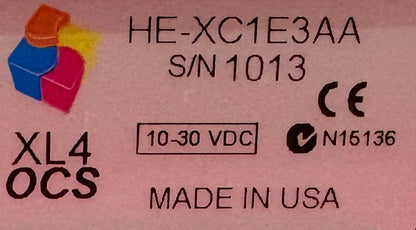 HE-XC1E3AA
S/N 1013
CE
XL4
OCS
10-30 VDC
N15136
MADE IN USA